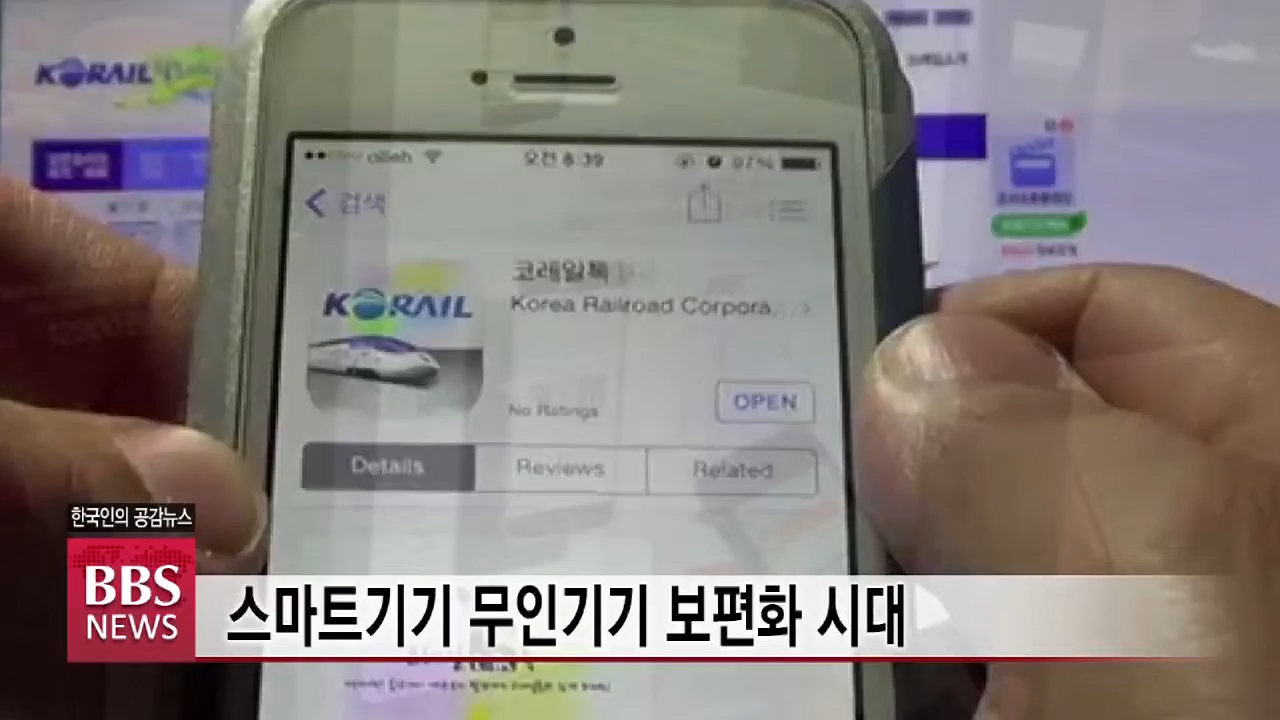 KORAIL
olleh 오전 8:39 97%
검색
코레일톡
KORAIL
Korea Railroad Corpora...
No Ratings
OPEN
Details Reviews Related
한국인의 공감뉴스
BBS
NEWS
스마트기기 무인기기 보편화 시대